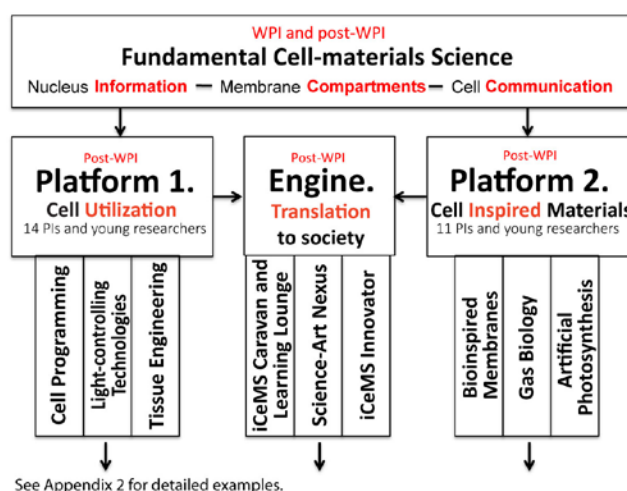 WPI and post-WPI
Fundamental Cell-materials Science
Nucleus Information — Membrane Compartments — Cell Communication
Post-WPI
Platform 1.
Cell Utilization
14 PIs and young researchers
Post-WPI
Engine.
Translation
to society
Post-WPI
Platform 2.
Cell Inspired Materials
11 PIs and young researchers
Cell Programming
Light-controlling
Technologies
Tissue Engineering
iCeMS Caravan and
Learning Lounge
Science-Art Nexus
iCeMS Innovator
Bioinspired
Membranes
Gas Biology
Artificial
Photosynthesis
See Appendix 2 for detailed examples.